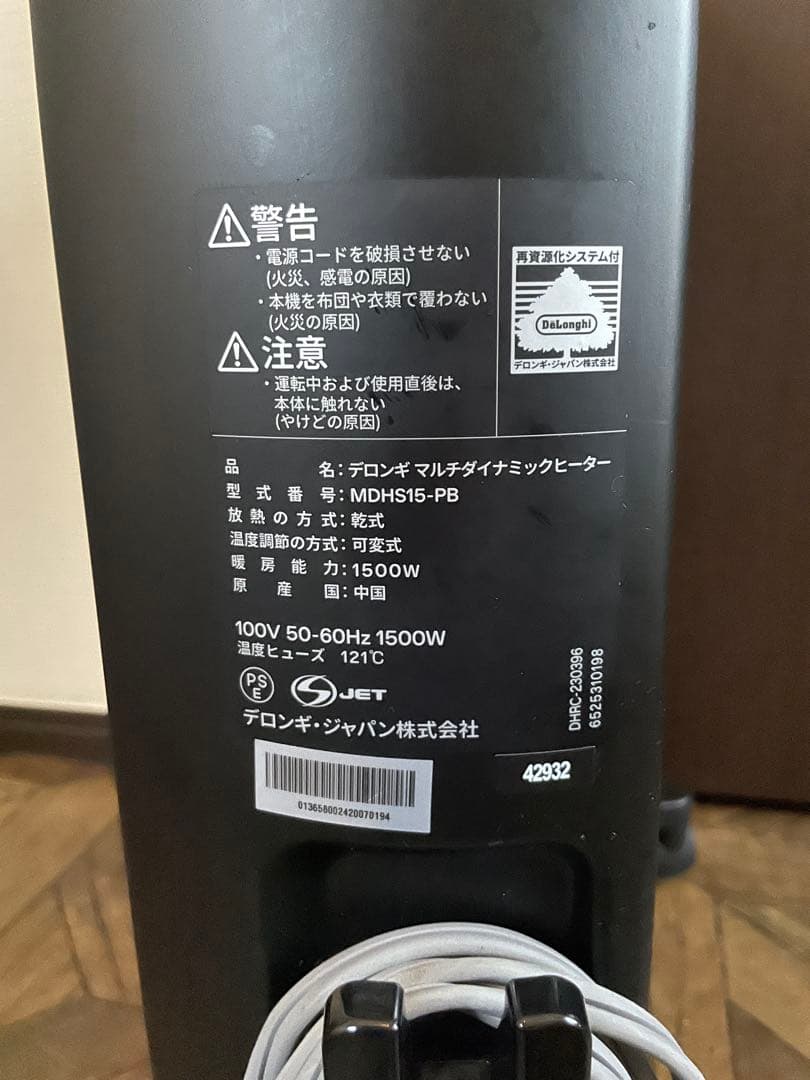 警告
・電源コードを破損させない
(火災、感電の原因)
・本機を布団や衣類で覆わない
(火災の原因)
注意
・運転中および使用直後は、
本体に触れない
(やけどの原因)
再資源化システム付
DeLonghi
デロンギ・ジャパン株式会社
品名:デロンギ マルチダイナミックヒーター
型式番号:MDHS15-PB
放熱の方式:乾式
温度調節の方式:可変式
暖房能力:1500W
原産国:中国
100V 50-60Hz 1500W
温度ヒューズ 121℃
PS
E
S JET
デロンギ・ジャパン株式会社
DHRC-230396
6525310198
013658002420070194
42932